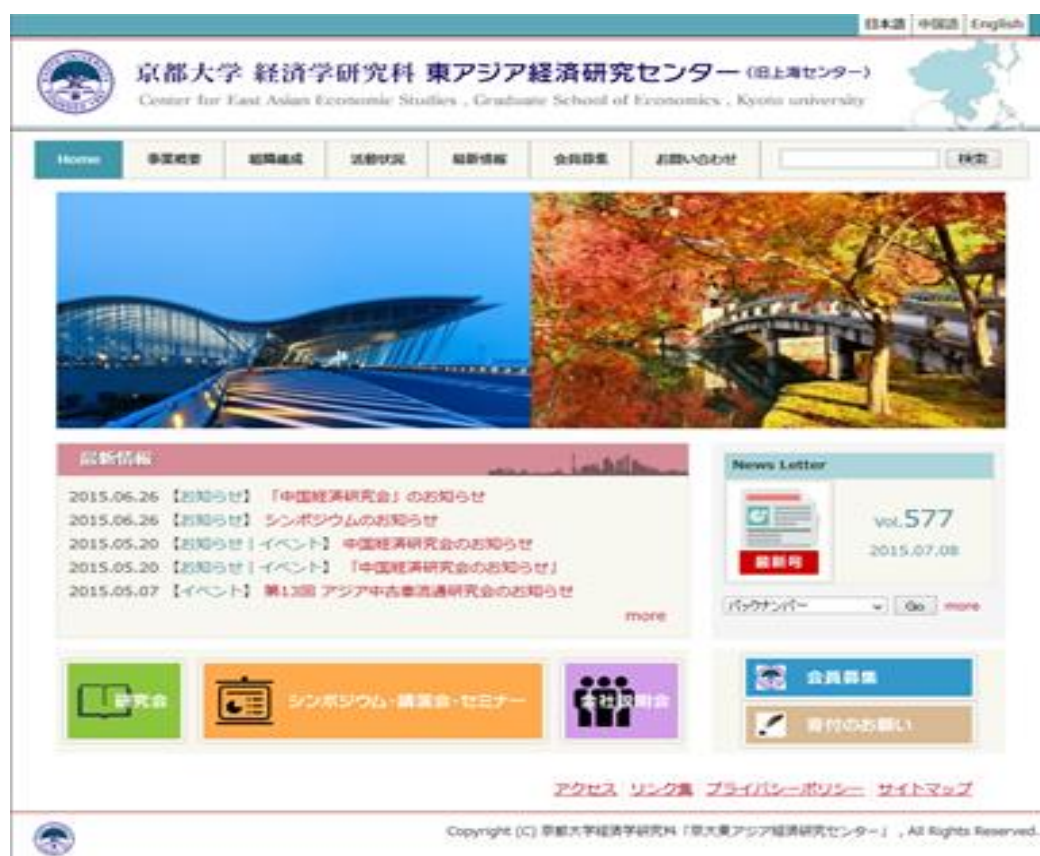 日本語 中国語 English
京都大学 経済学研究科 東アジア経済研究センター (旧上海センター)
Center for East Asian Economic Studies , Graduate School of Economics , Kyoto university
Home 事業概要 組織構成 活動状況 最新情報 会員募集 お問い合わせ 検索
最新情報
2015.06.26 【お知らせ】 「中国経済研究会」のお知らせ
2015.06.26 【お知らせ】 シンポジウムのお知らせ
2015.05.20 【お知らせ | イベント】 中国経済研究会のお知らせ
2015.05.20 【お知らせ | イベント】 「中国経済研究会のお知らせ」
2015.05.07 【イベント】 第13回 アジア中古車流通研究会のお知らせ
more
News Letter
最新号
Vol.577
2015.07.08
バックナンバー Go more
研究会
シンポジウム・講演会・セミナー
会社説明会
会員募集
寄付のお願い
アクセス リンク集 プライバシーポリシー サイトマップ
Copyright (C) 京都大学経済学研究科「京大東アジア経済研究センター」 , All Rights Reserved.